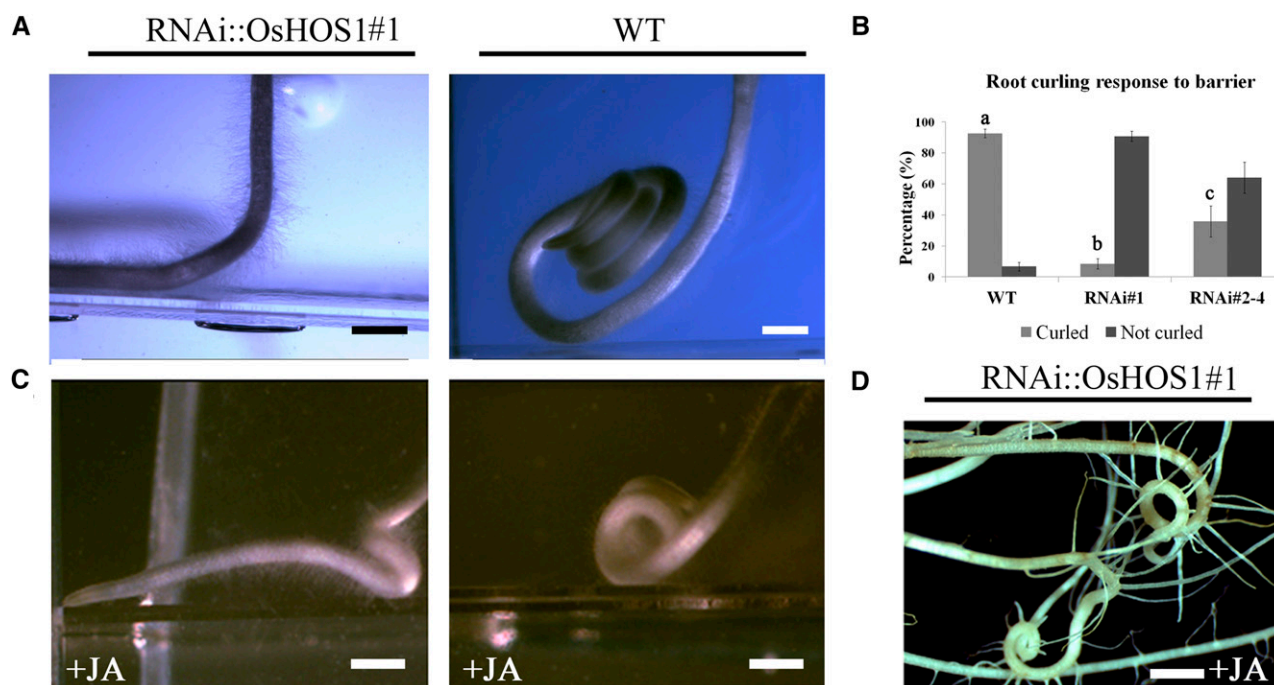 A
RNAi::OsHOS1#1
WT
B
Root curling response to barrier
Percentage (%)
100
80
60
40
20
0
a
b
c
WT
RNAi#1
RNAi#2-4
Curled
Not curled
C
+JA
+JA
D
RNAi::OsHOS1#1
+JA